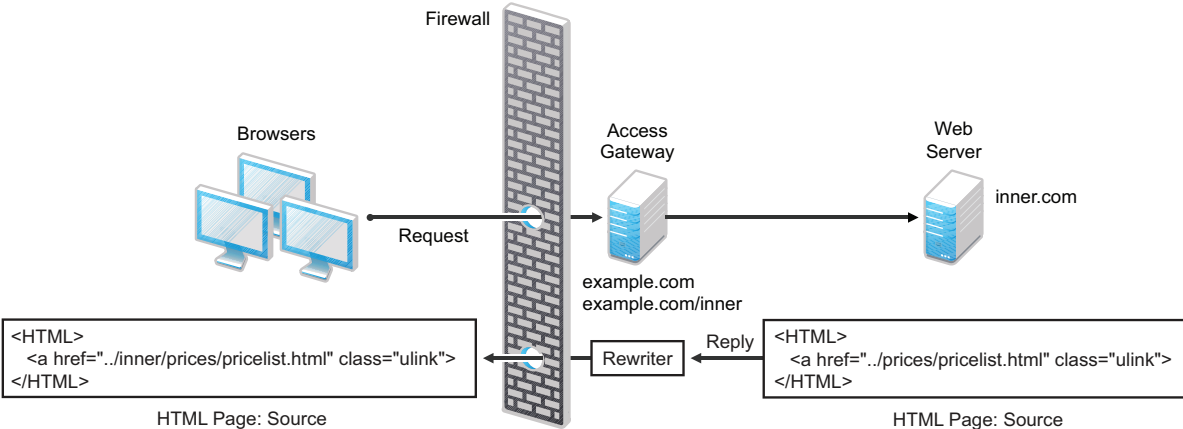 Firewall
Browsers
Access
Gateway
Web
Server
inner.com
Request
example.com
example.com/inner
<HTML>
<a href="../inner/prices/pricelist.html" class="ulink">
</HTML>
HTML Page: Source
Rewriter
Reply
<HTML>
<a href="../prices/pricelist.html" class="ulink">
</HTML>
HTML Page: Source